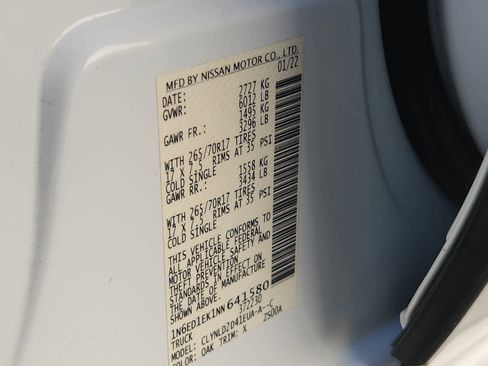 MFD BY NISSAN MOTOR CO., LTD.
DATE: 01/22
GVWR: 2727 KG
6012 LB
GAWR FR.: 1495 KG
3296 LB
WITH 265/70R17 TIRES
17 X 7.5 RIMS AT 35 PSI
COLD SINGLE
GAWR RR.: 1558 KG
3434 LB
WITH 265/70R17 TIRES
17 X 7.5 RIMS AT 35 PSI
COLD SINGLE
THIS VEHICLE CONFORMS TO
ALL APPLICABLE FEDERAL
MOTOR VEHICLE SAFETY AND
THEFT PREVENTION
STANDARDS IN EFFECT ON
THE DATE OF MANUFACTURE
SHOWN ABOVE.
1N6ED1EK1NN641580
TRUCK 372730
MODEL: CLYNLD2D41EUA-A--C
COLOR: X 2500A
OAK TRIM: